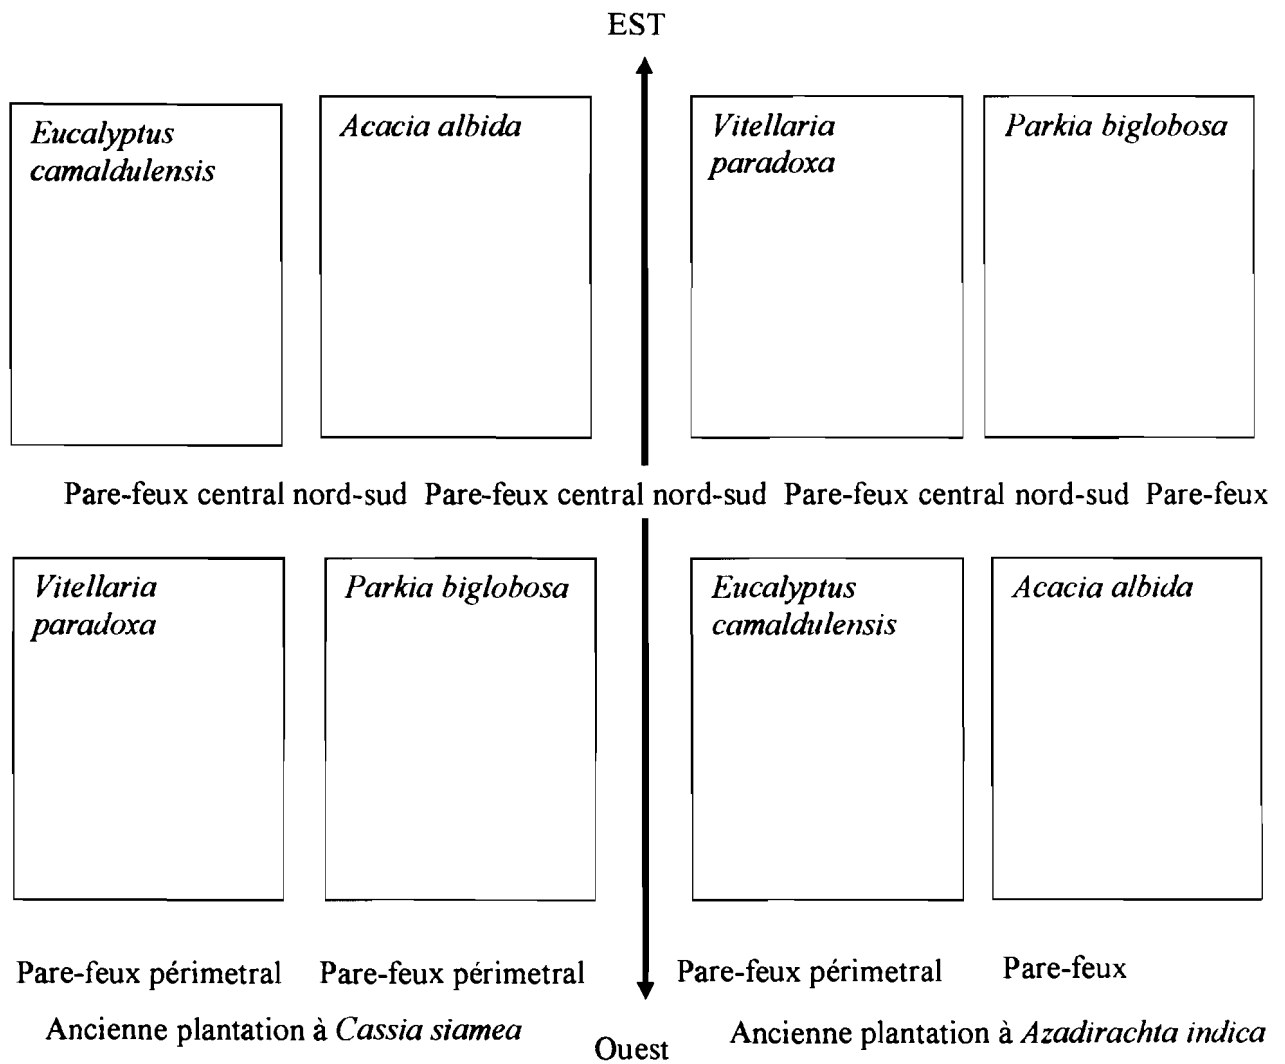 EST
Eucalyptus
camaldulensis
Acacia albida
Vitellaria
paradoxa
Parkia biglobosa
Pare-feux central nord-sud Pare-feux central nord-sud Pare-feux central nord-sud Pare-feux
Vitellaria
paradoxa
Parkia biglobosa
Eucalyptus
camaldulensis
Acacia albida
Pare-feux périmetral Pare-feux périmetral Pare-feux périmetral Pare-feux
Ancienne plantation à Cassia siamea
Ouest
Ancienne plantation à Azadirachta indica